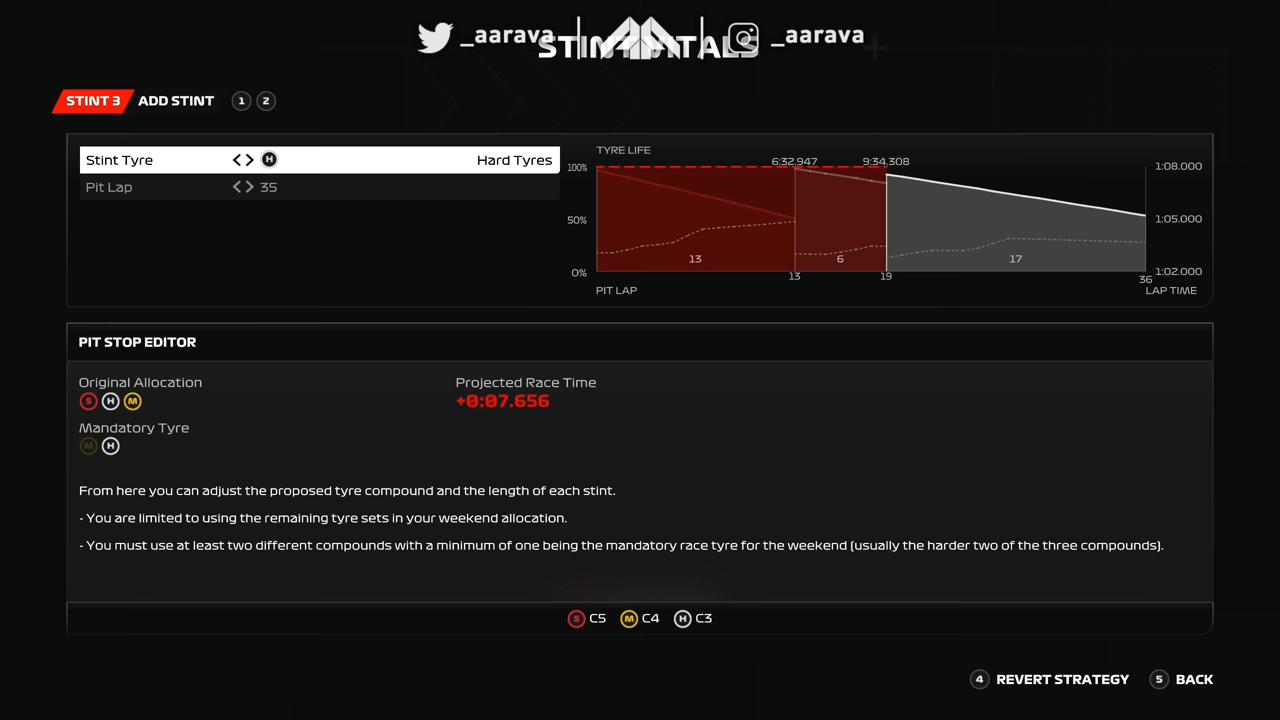 _aarava
_aarava
STINT VITALS
STINT 3 ADD STINT 1 2
Stint Tyre H Hard Tyres
Pit Lap 35
TYRE LIFE
6:32.947 9:34.308
100% 1:08.000
50% 1:05.000
13 6 17
0% 1:02.000
13 19 36
PIT LAP LAP TIME
PIT STOP EDITOR
Original Allocation Projected Race Time
S H M +0:07.656
Mandatory Tyre
M H
From here you can adjust the proposed tyre compound and the length of each stint.
- You are limited to using the remaining tyre sets in your weekend allocation.
- You must use at least two different compounds with a minimum of one being the mandatory race tyre for the weekend (usually the harder two of the three compounds).
S C5 M C4 H C3
4 REVERT STRATEGY 5 BACK